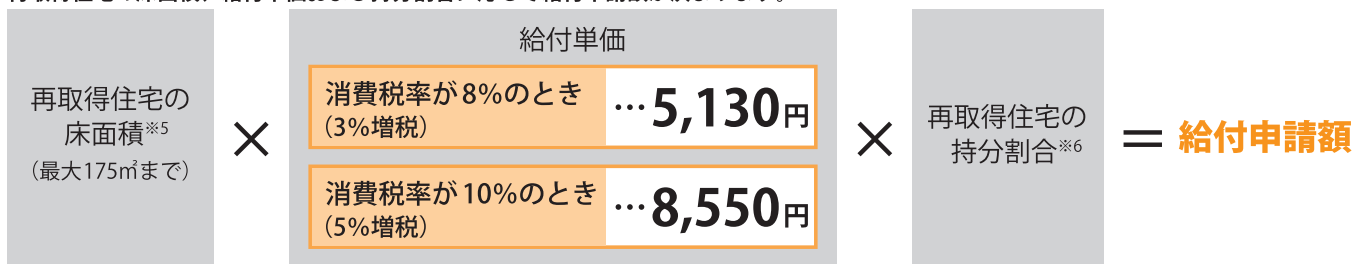 給付単価
再取得住宅の
床面積※5
(最大175㎡まで)
×
消費税率が8%のとき
(3%増税)
…5,130円
消費税率が10%のとき
(5%増税)
…8,550円
×
再取得住宅の
持分割合※6
=
給付申請額